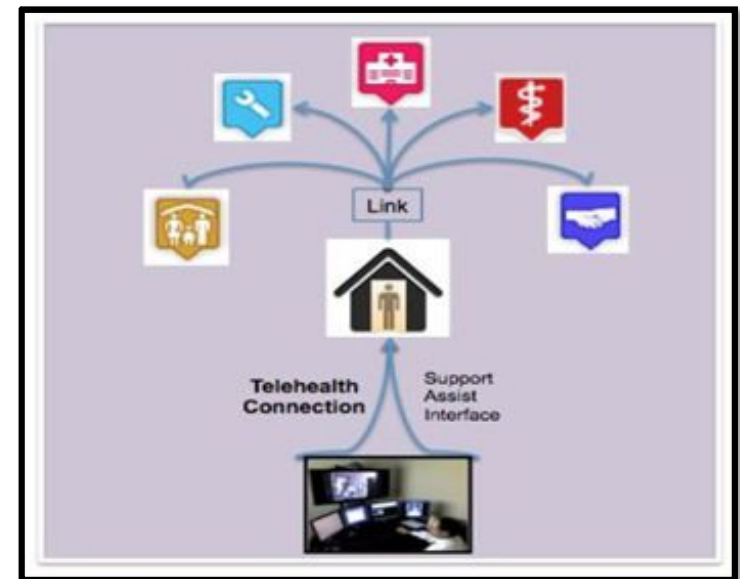 Link
Telehealth
Connection
Support
Assist
Interface